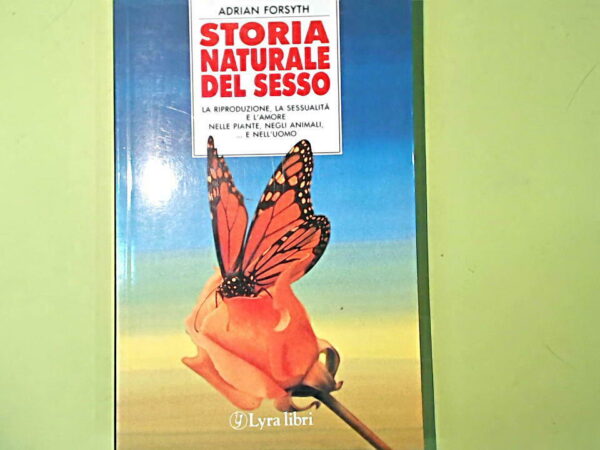 ADRIAN FORSYTH
STORIA
NATURALE
DEL SESSO
LA RIPRODUZIONE, LA SESSUALITÀ
E L'AMORE
NELLE PIANTE, NEGLI ANIMALI,
... E NELL'UOMO
Lyra libri